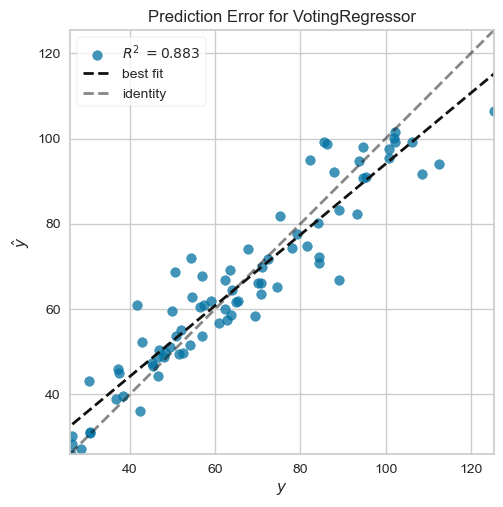 Prediction Error for VotingRegressor
R² = 0.883
best fit
identity
120
100
80
60
40
ŷ
40 60 80 100 120
y